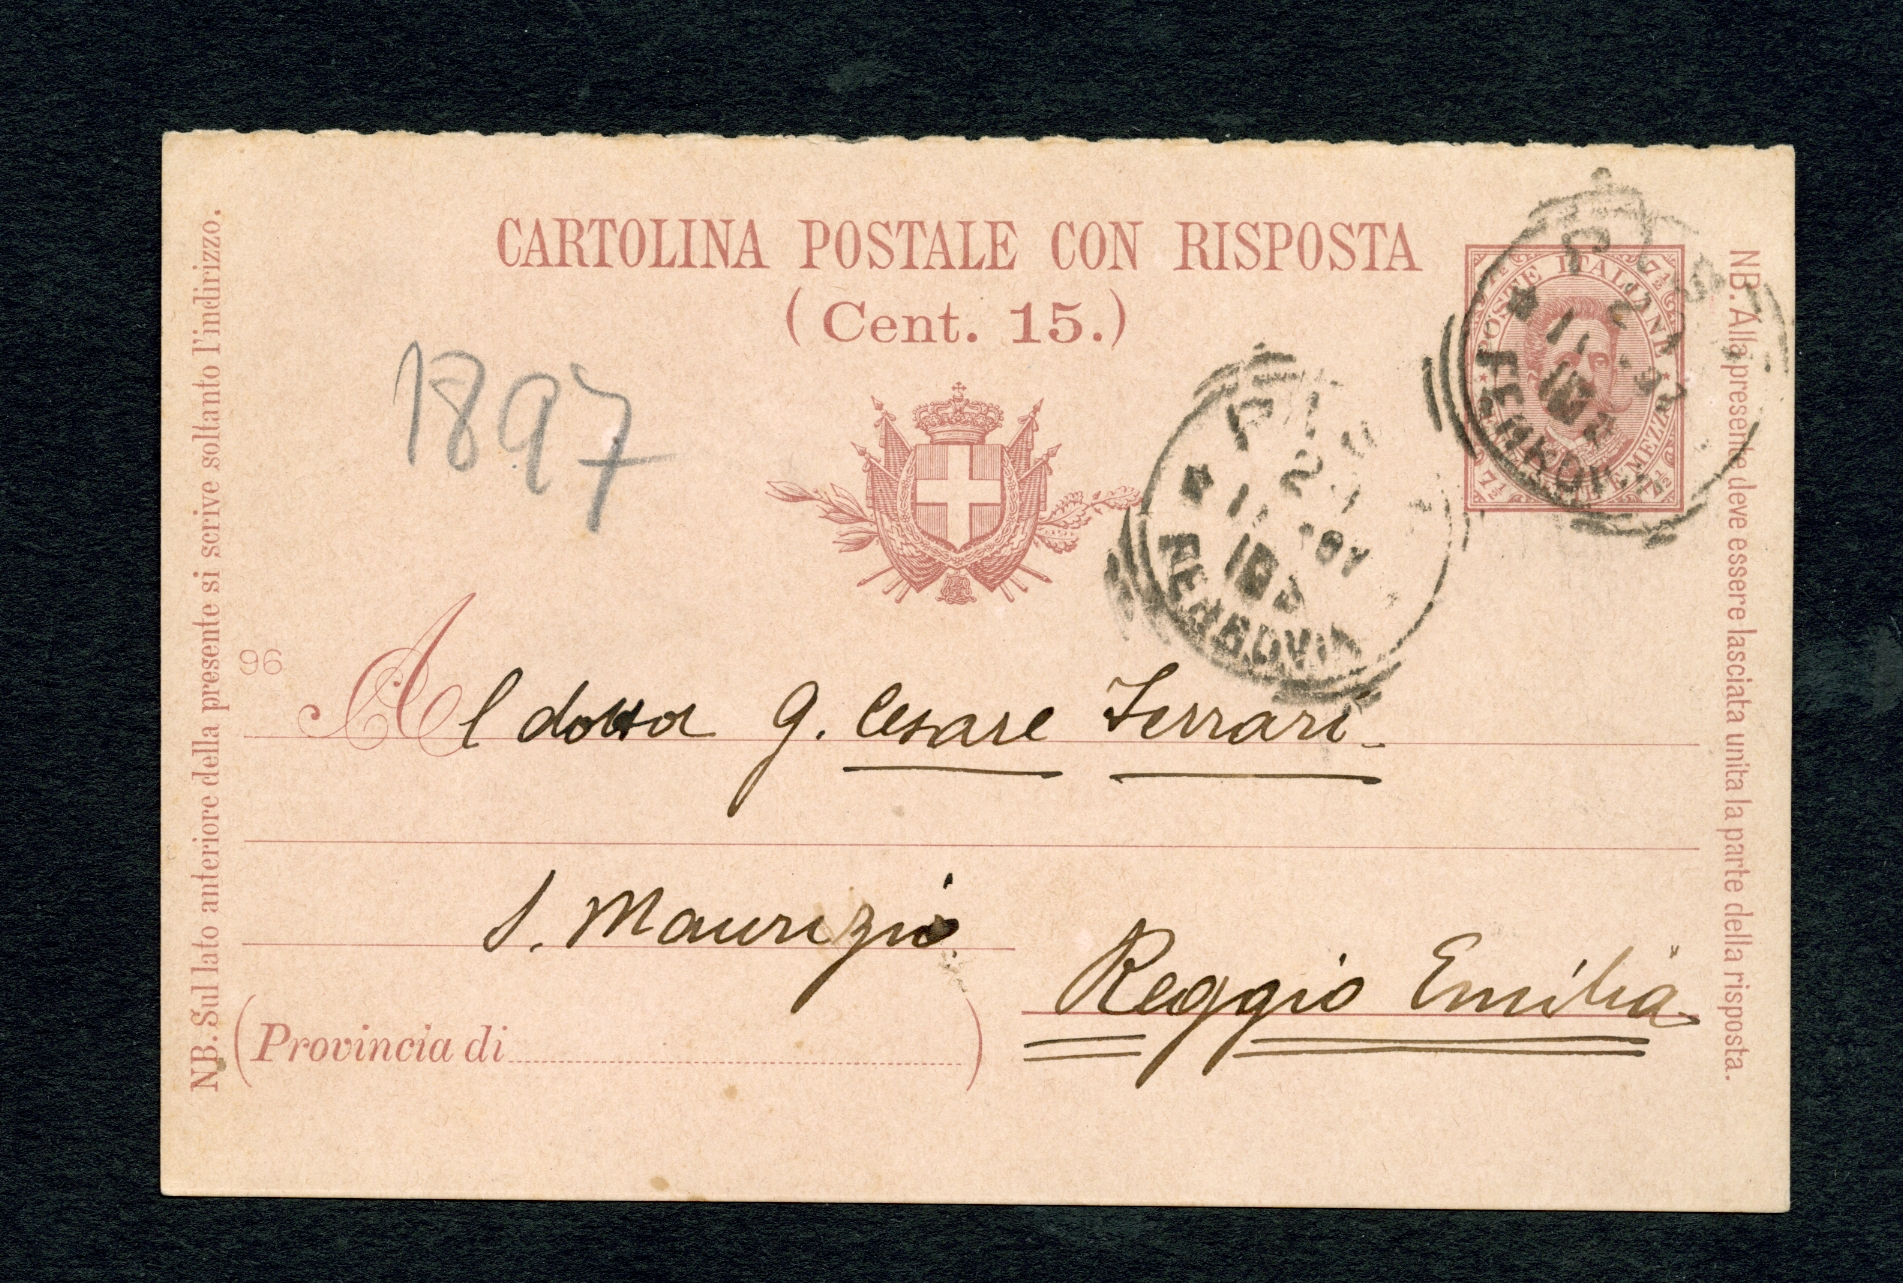 CARTOLINA POSTALE CON RISPOSTA
(Cent. 15.)
POSTE ITALIANE
1897
96
Al dottor G. Cesare Ferrari
S. Maurizio
Reggio Emilia
(Provincia di
)
NB. Sul lato anteriore della presente si scrive soltanto l'indirizzo.
NB. Alla presente deve essere lasciata unita la parte della risposta.